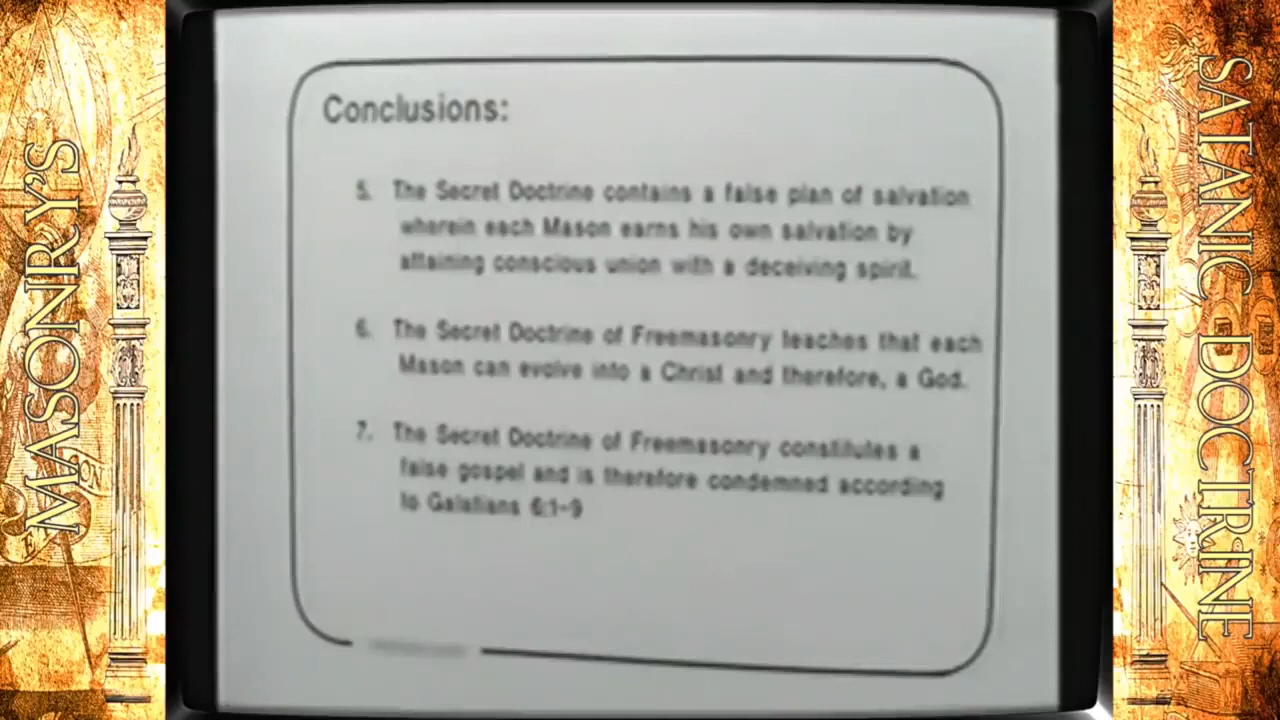 MASONRY'S
Conclusions:
5. The Secret Doctrine contains a false plan of salvation
wherein each Mason earns his own salvation by
attaining conscious union with a deceiving spirit.
6. The Secret Doctrine of Freemasonry teaches that each
Mason can evolve into a Christ and therefore, a God.
7. The Secret Doctrine of Freemasonry constitutes a
false gospel and is therefore condemned according
to Galatians 6:1-9
SATANIC DOCTRINE